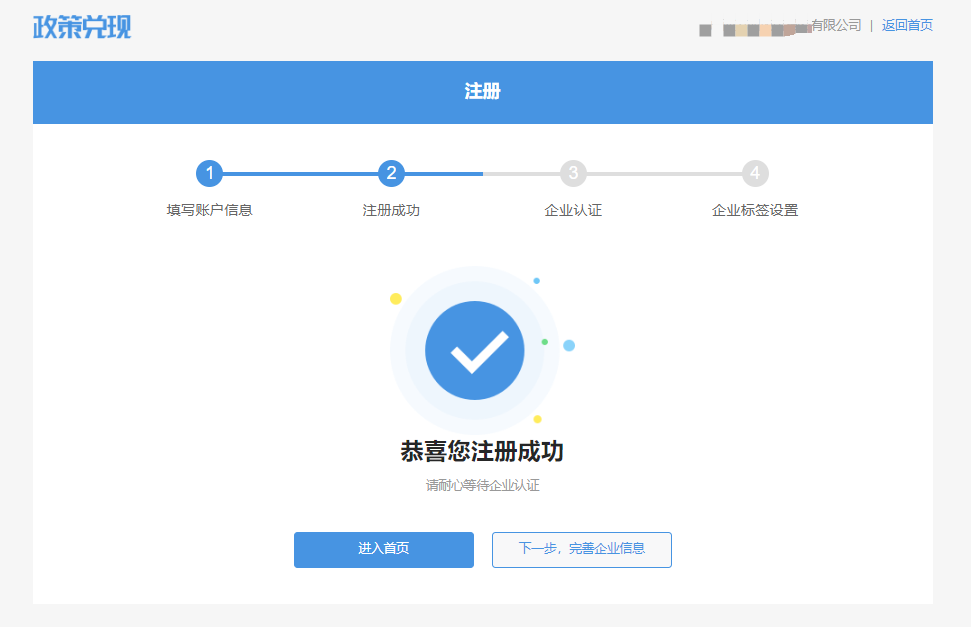 政策兑现
有限公司 | 返回首页
注册
1 2 3 4
填写账户信息 注册成功 企业认证 企业标签设置
恭喜您注册成功
请耐心等待企业认证
进入首页 下一步，完善企业信息